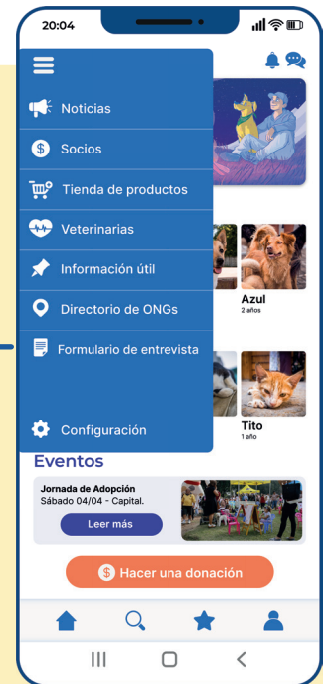 20:04
Noticias
Socios
Tienda de productos
Veterinarias
Información útil
Directorio de ONGs
Formulario de entrevista
Configuración
Azul
2 años
Tito
1 año
Eventos
Jornada de Adopción
Sábado 04/04 - Capital.
Leer más
$ Hacer una donación